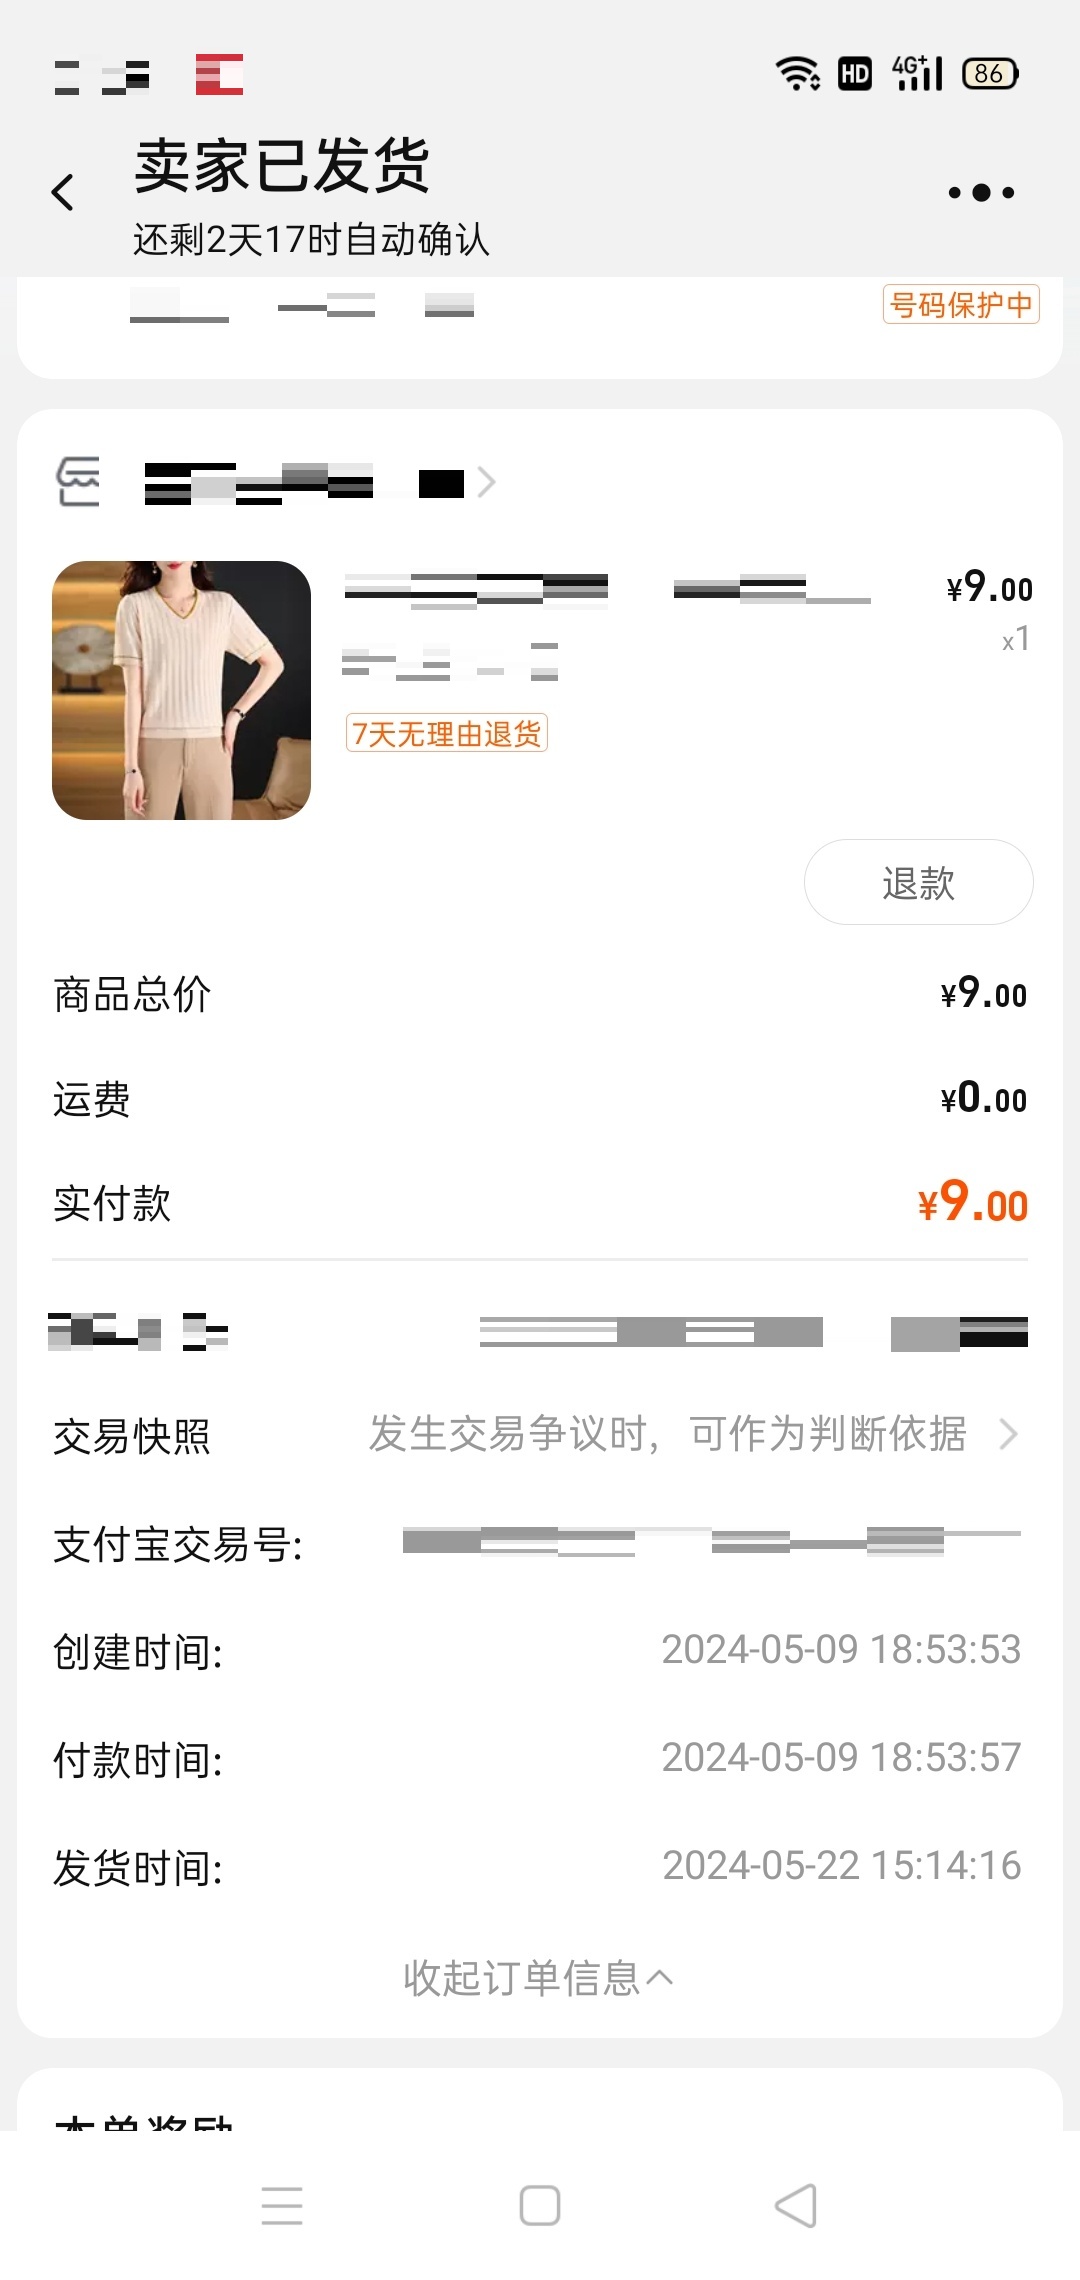 HD 4G+ 86
卖家已发货
还剩2天17时自动确认
号码保护中
¥9.00
x1
7天无理由退货
退款
商品总价 ¥9.00
运费 ¥0.00
实付款 ¥9.00
交易快照 发生交易争议时，可作为判断依据
支付宝交易号:
创建时间: 2024-05-09 18:53:53
付款时间: 2024-05-09 18:53:57
发货时间: 2024-05-22 15:14:16
收起订单信息
本单奖励